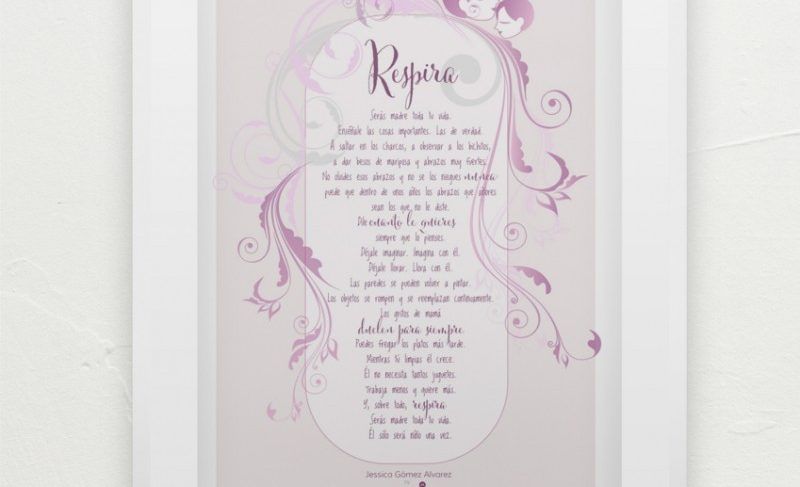 Respira
Serás madre toda tu vida.
Enséñale las cosas importantes. Las de verdad.
A saltar en los charcos, a observar a los bichitos,
a dar besos de mariposa y abrazos muy fuertes.
No olvides esos abrazos y no se los niegues nunca
puede que dentro de unos años los abrazos que añores
sean los que no le diste.
Dile cuanto le quieres
siempre que lo pienses.
Déjale imaginar. Imagina con él.
Déjale llorar. Llora con él.
Las paredes se pueden volver a pintar.
Los objetos se rompen y se reemplazan continuamente.
Los gritos de mamá
duelen para siempre.
Puedes fregar los platos más tarde.
Mientras tú limpias él crece.
Él no necesita tantos juguetes.
Trabaja menos y quiere más.
Y, sobre todo, respira
Serás madre toda tu vida.
Él sólo será niño una vez.
Jessica Gómez Alvarez
by